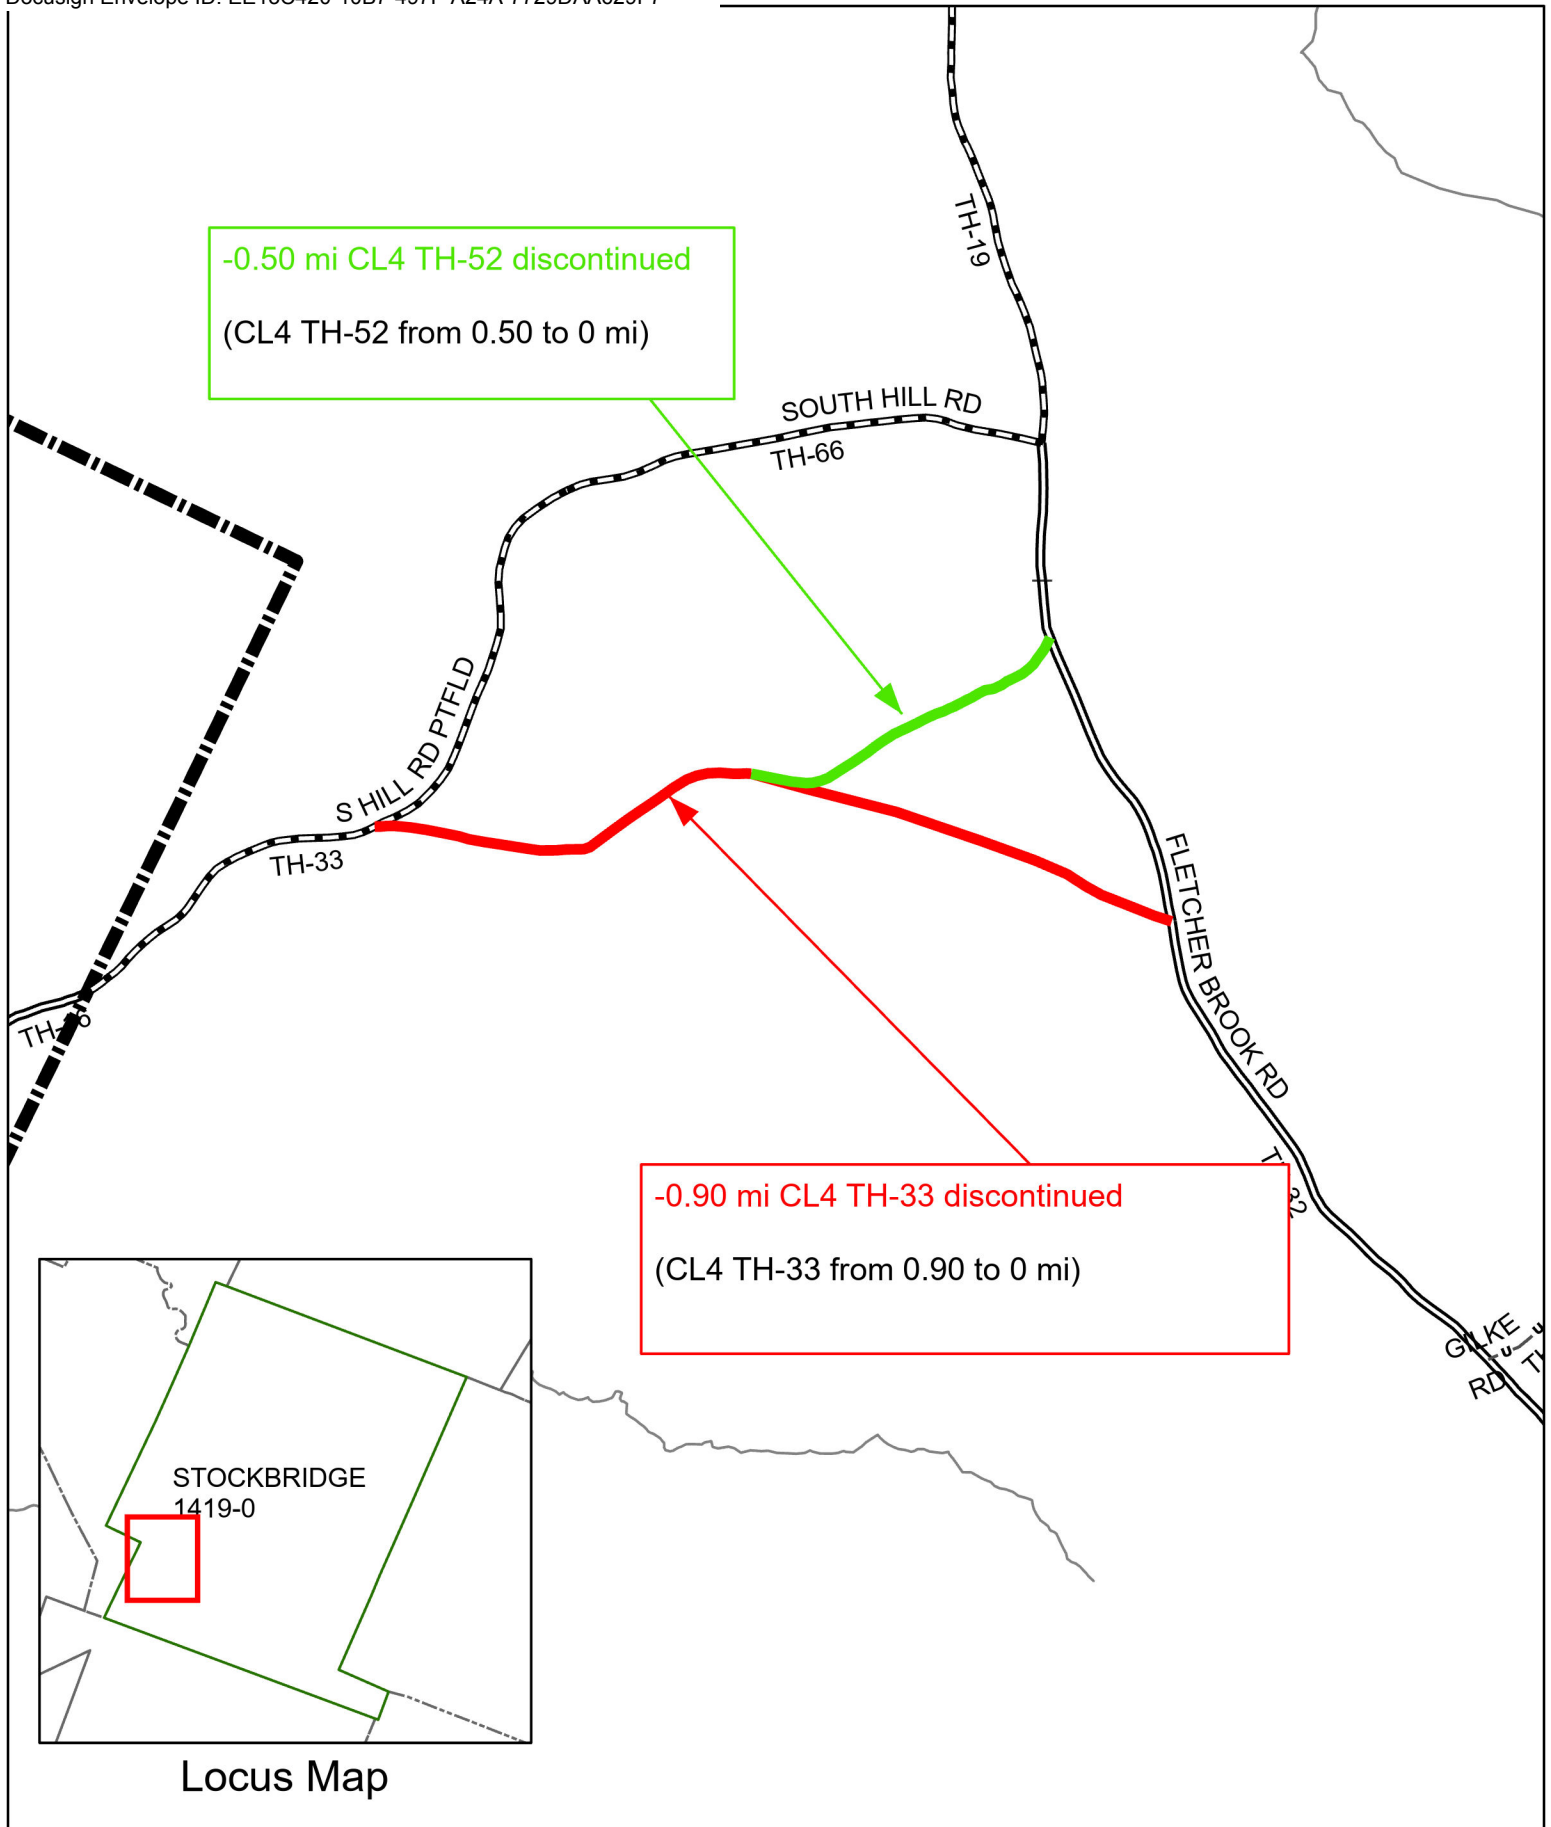 TH-19
-0.50 mi CL4 TH-52 discontinued
(CL4 TH-52 from 0.50 to 0 mi)
SOUTH HILL RD
TH-66
S HILL RD PTFLD
TH-33
FLETCHER BROOK RD
-0.90 mi CL4 TH-33 discontinued
(CL4 TH-33 from 0.90 to 0 mi)
RD
STOCKBRIDGE
1419-0
Locus Map